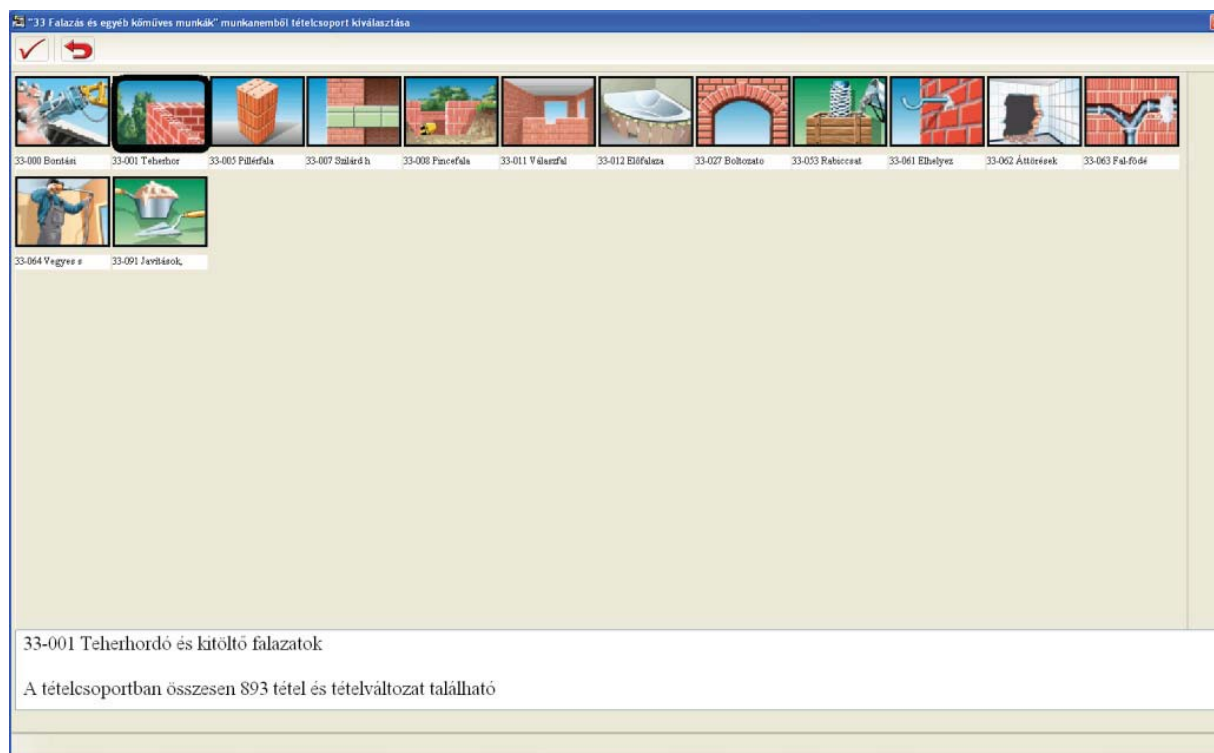 "33 Falazás és egyéb kőműves munkák" munkanemből tételcsoport kiválasztása
33-000 Bontási
33-001 Teherhor
33-005 Pillérfala
33-007 Szilárd h
33-008 Pincefala
33-011 Válaszfal
33-012 Előfalaza
33-027 Boltozato
33-053 Rabiccsat
33-061 Elhelyez
33-062 Áttörések
33-063 Fal-födé
33-064 Vegyes s
33-091 Javítások,
33-001 Teherhordó és kitöltő falazatok
A tételcsoportban összesen 893 tétel és tételváltozat található